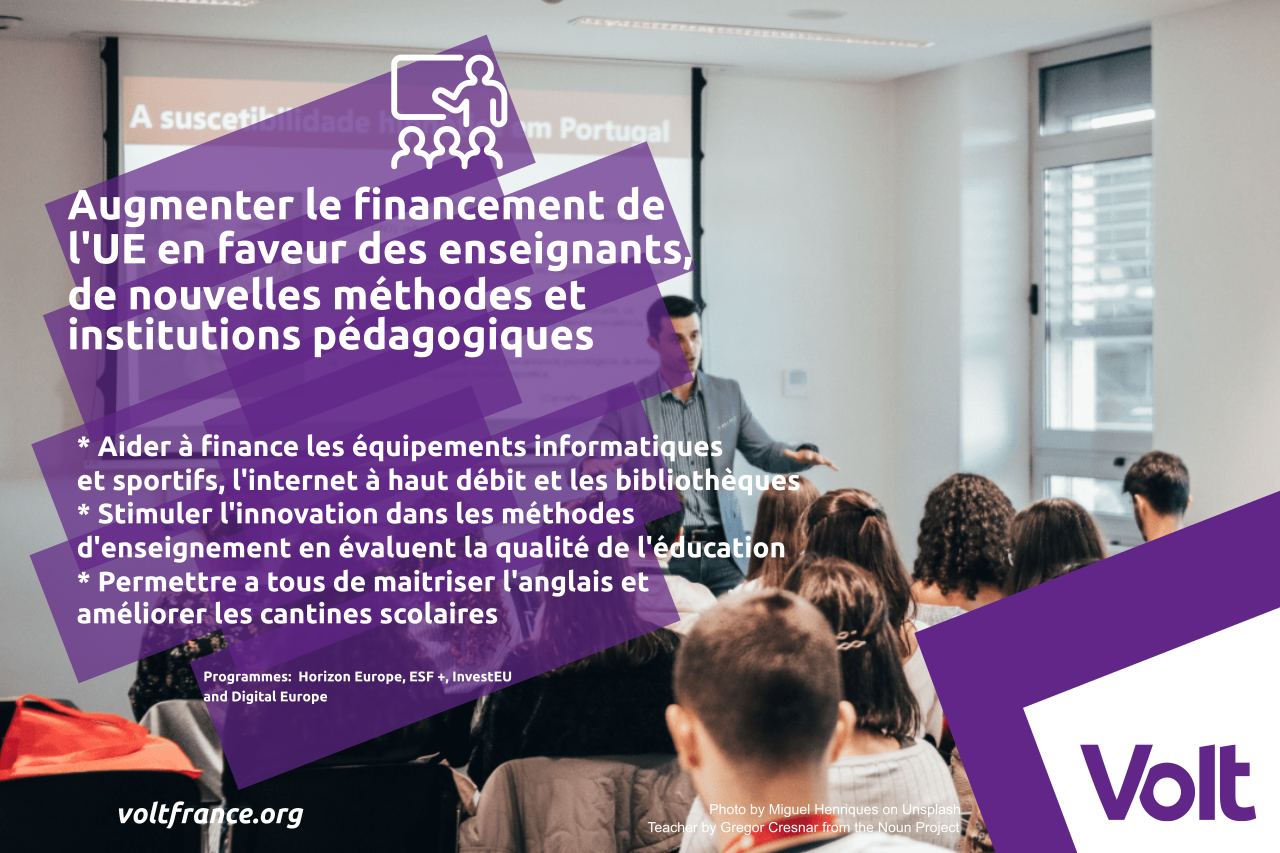 A suscetibilidade h em Portugal
Augmenter le financement de
l'UE en faveur des enseignants,
de nouvelles méthodes et
institutions pédagogiques
* Aider à finance les équipements informatiques
et sportifs, l'internet à haut débit et les bibliothèques
* Stimuler l'innovation dans les méthodes
d'enseignement en évaluent la qualité de l'éducation
* Permettre a tous de maitriser l'anglais et
améliorer les cantines scolaires
Programmes: Horizon Europe, ESF +, InvestEU
and Digital Europe
voltfrance.org
Photo by Miguel Henriques on Unsplash
Teacher by Gregor Cresnar from the Noun Project
Volt